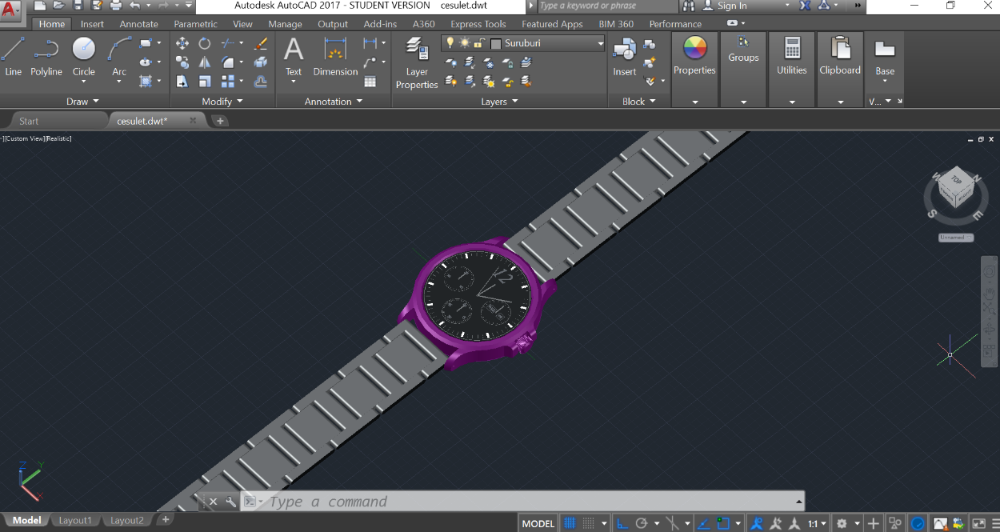 Autodesk AutoCAD 2017 - STUDENT VERSION cesulet.dwt
Type a keyword or phrase
Sign In
Home Insert Annotate Parametric View Manage Output Add-ins A360 Express Tools Featured Apps BIM 360 Performance
Suruburi
Line Polyline Circle Arc
Text Dimension
Layer
Properties
Insert
Properties
Groups
Utilities
Clipboard
Base
Draw Modify Annotation Layers Block V...
Start cesulet.dwt*
-][Custom View][Realistic]
TOP
W N S E
Unnamed
12
Z Y X
Type a command
Model Layout1 Layout2
MODEL 1:1